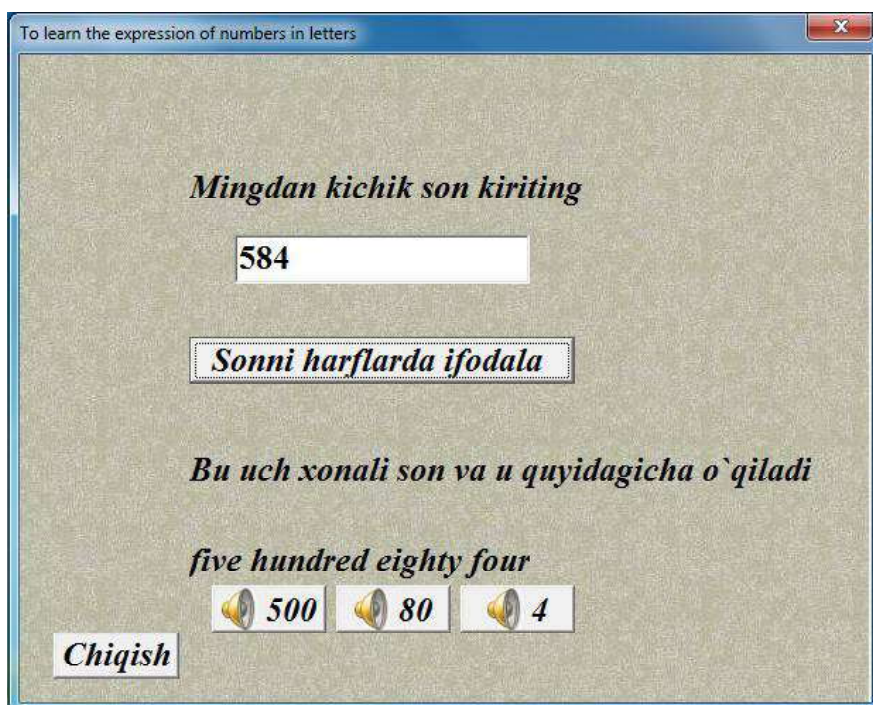 To learn the expression of numbers in letters
Mingdan kichik son kiriting
584
Sonni harflarda ifodala
Bu uch xonali son va u quyidagicha o`qiladi
five hundred eighty four
500 80 4
Chiqish